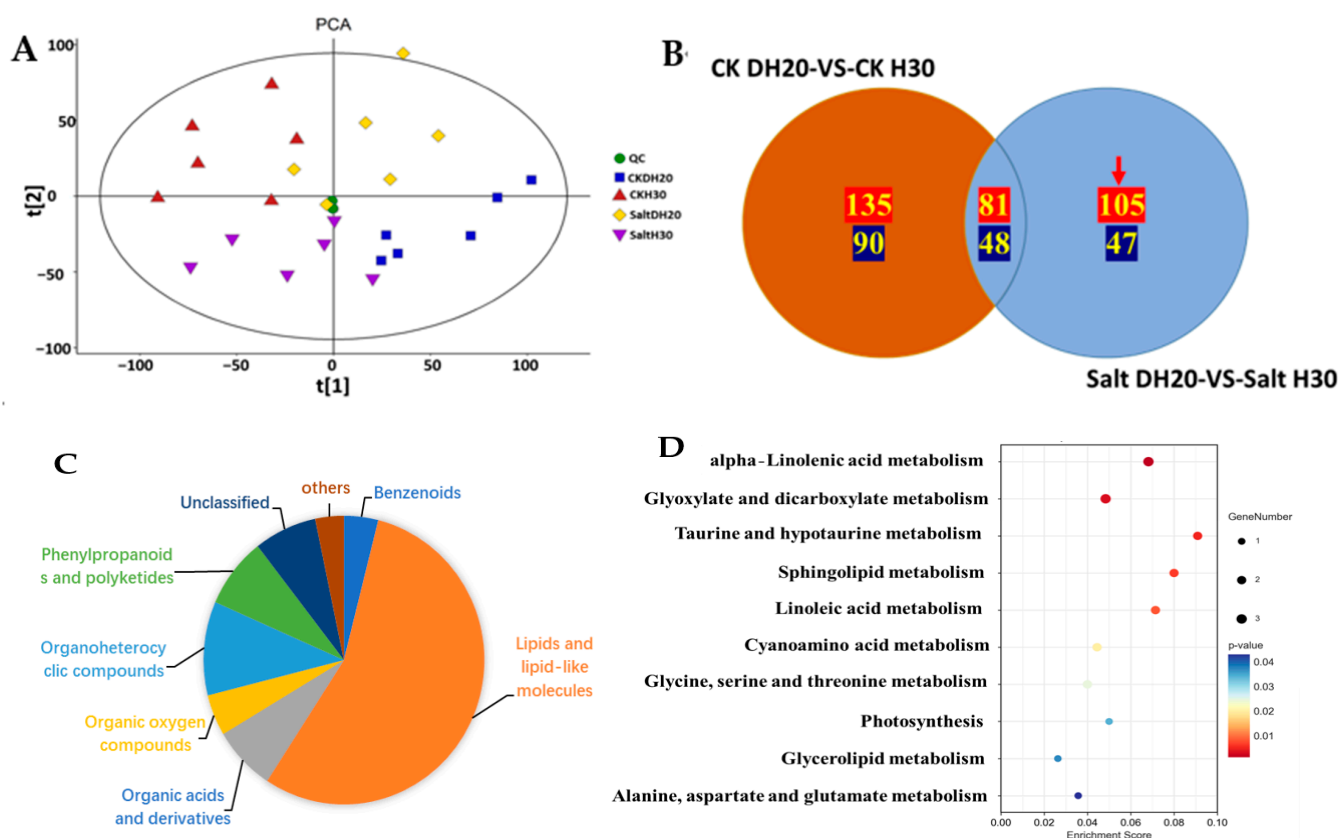 A
PCA
100
50
0
−50
−100
t[2]
−100
−50
0
50
100
t[1]
QC
CKDH20
CKH30
SaltDH20
SaltH30
B
CK DH20-VS-CK H30
135
90
81
48
105
47
Salt DH20-VS-Salt H30
C
others
Benzenoids
Unclassified
Phenylpropanoid
s and polyketides
Organoheterocy
clic compounds
Organic oxygen
compounds
Organic acids
and derivatives
Lipids and
lipid-like
molecules
D
alpha-Linolenic acid metabolism
Glyoxylate and dicarboxylate metabolism
Taurine and hypotaurine metabolism
Sphingolipid metabolism
Linoleic acid metabolism
Cyanoamino acid metabolism
Glycine, serine and threonine metabolism
Photosynthesis
Glycerolipid metabolism
Alanine, aspartate and glutamate metabolism
0.00
0.02
0.04
0.06
0.08
0.10
Enrichment Score
GeneNumber
1
2
3
p-value
0.04
0.03
0.02
0.01